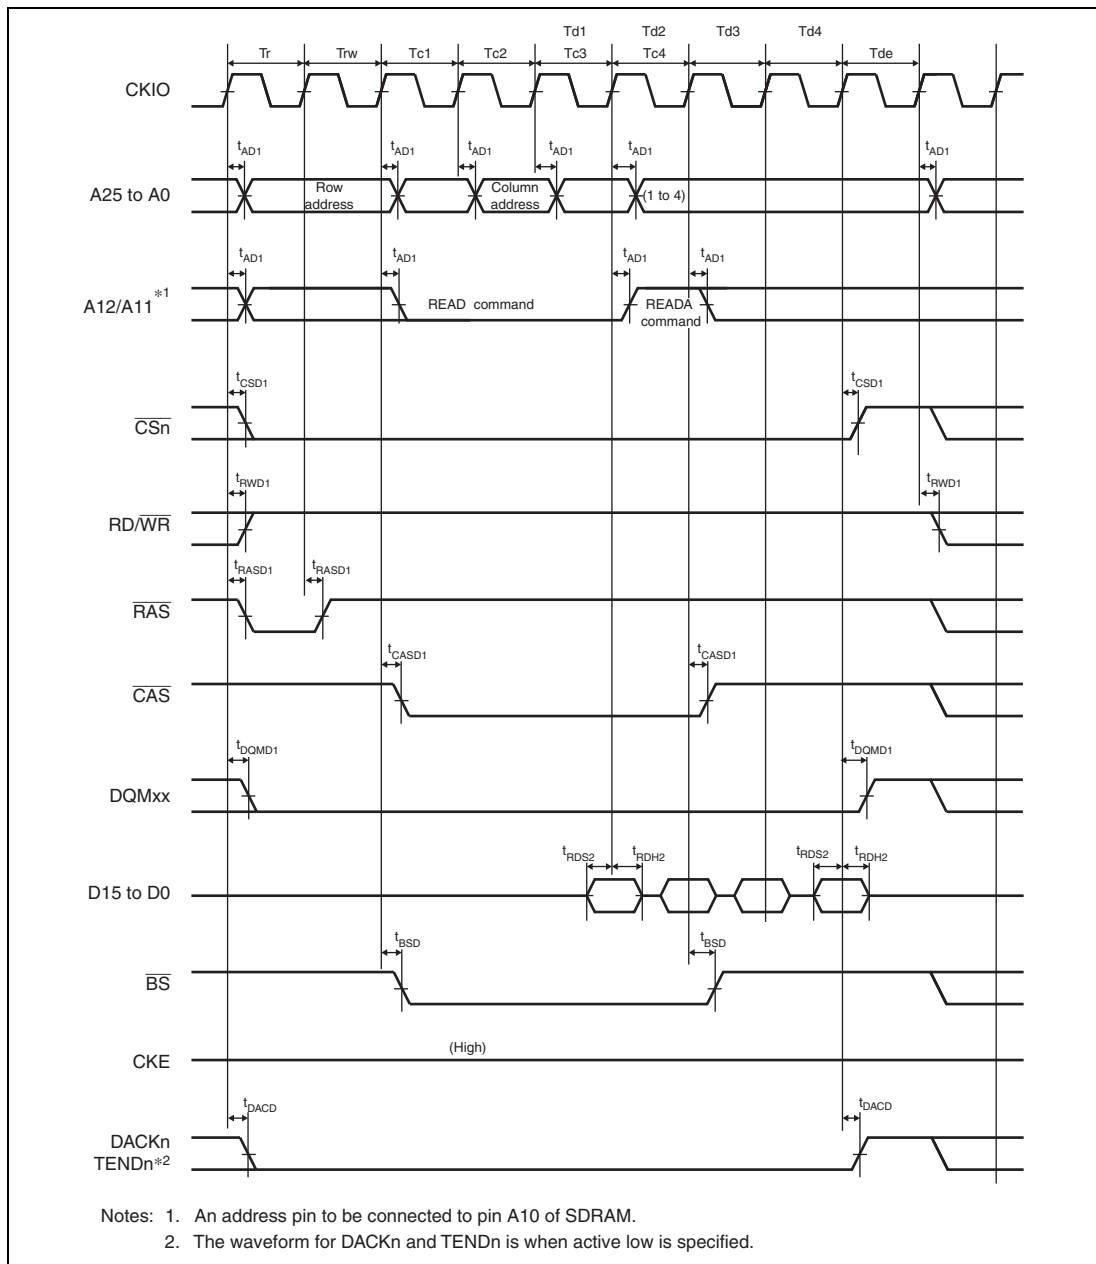 Td1 Td2 Td3 Td4
Tr Trw Tc1 Tc2 Tc3 Tc4 Tde
CKIO
tAD1 tAD1 tAD1 tAD1 tAD1 tAD1
A25 to A0
Row address
Column address
(1 to 4)
tAD1 tAD1 tAD1 tAD1
A12/A11*1
READ command
READA command
tCSD1 tCSD1
CSn
tRWD1 tRWD1
RD/WR
tRASD1 tRASD1
RAS
tCASD1 tCASD1
CAS
tDQMD1 tDQMD1
DQMxx
tRDS2 tRDH2 tRDS2 tRDH2
D15 to D0
tBSD tBSD
BS
(High)
CKE
tDACD tDACD
DACKn
TENDn*2
Notes: 1. An address pin to be connected to pin A10 of SDRAM.
2. The waveform for DACKn and TENDn is when active low is specified.